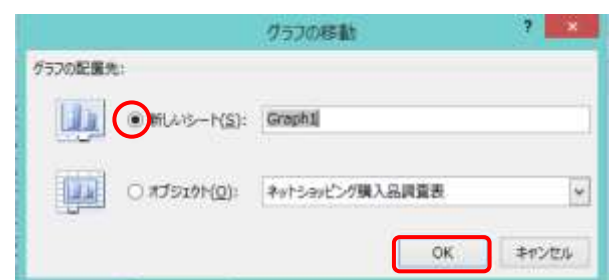 グラフの移動 ?
グラフの配置先:
新しいシート(S): Graph1
オブジェクト(O): ネットショッピング購入品調査表
OK キャンセル